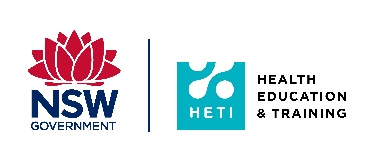 NSW
GOVERNMENT
HETI
HEALTH
EDUCATION
& TRAINING